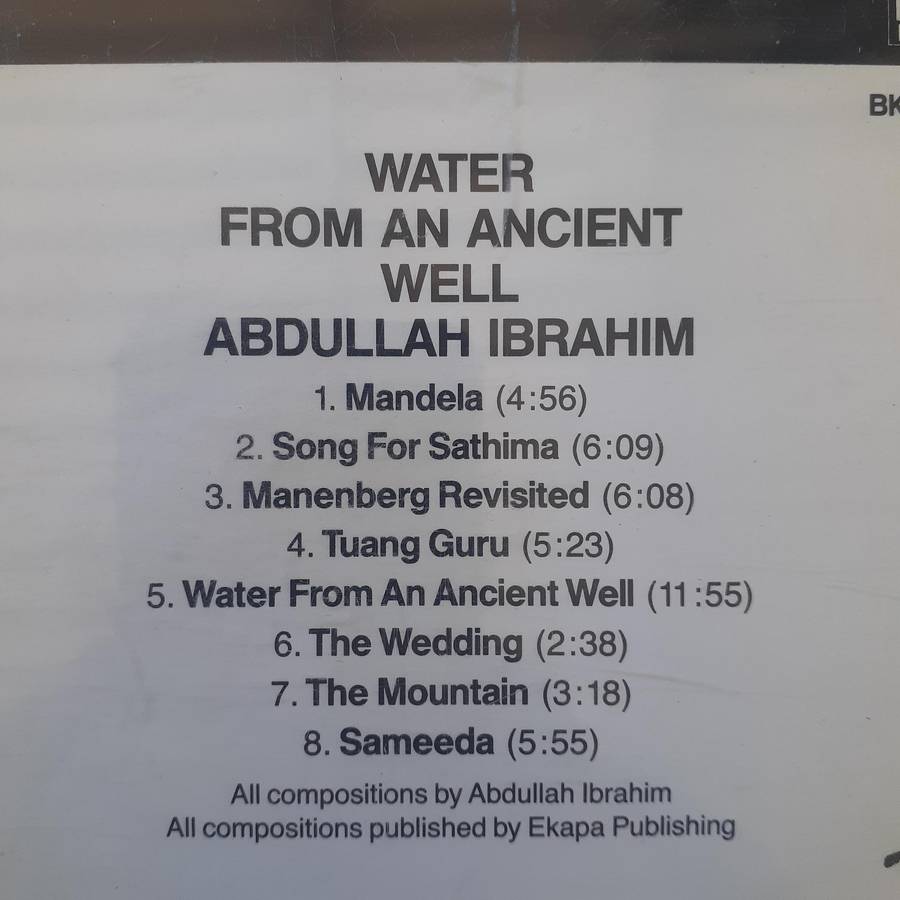 BK
WATER
FROM AN ANCIENT
WELL
ABDULLAH IBRAHIM
1. Mandela (4:56)
2. Song For Sathima (6:09)
3. Manenberg Revisited (6:08)
4. Tuang Guru (5:23)
5. Water From An Ancient Well (11:55)
6. The Wedding (2:38)
7. The Mountain (3:18)
8. Sameeda (5:55)
All compositions by Abdullah Ibrahim
All compositions published by Ekapa Publishing